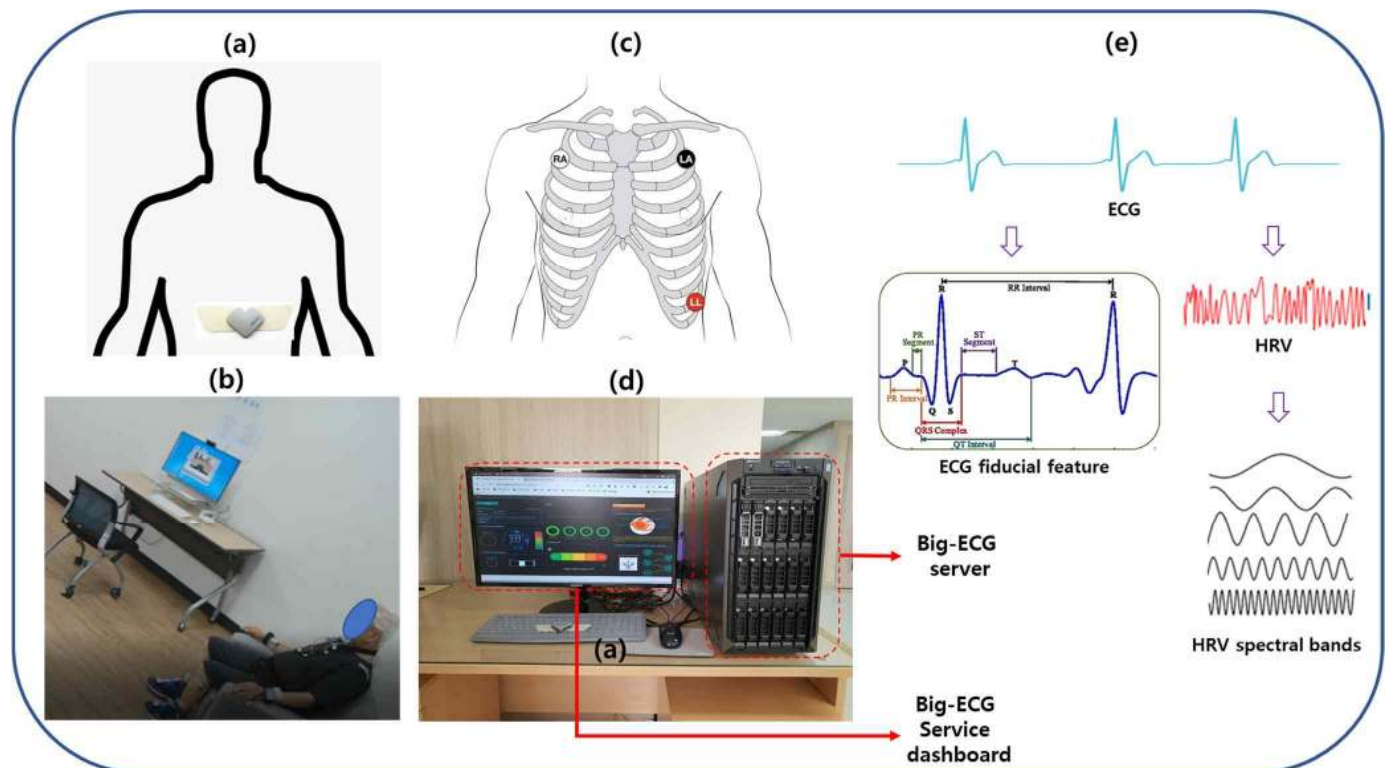 (a)
(c)
(e)
RA
LA
LL
ECG
R
RR Interval
R
PR
Segment
ST
Segment
P
T
PR Interval
Q
S
QRS Complex
QT Interval
ECG fiducial feature
HRV
HRV spectral bands
(b)
(d)
(a)
Big-ECG
server
Big-ECG
Service
dashboard